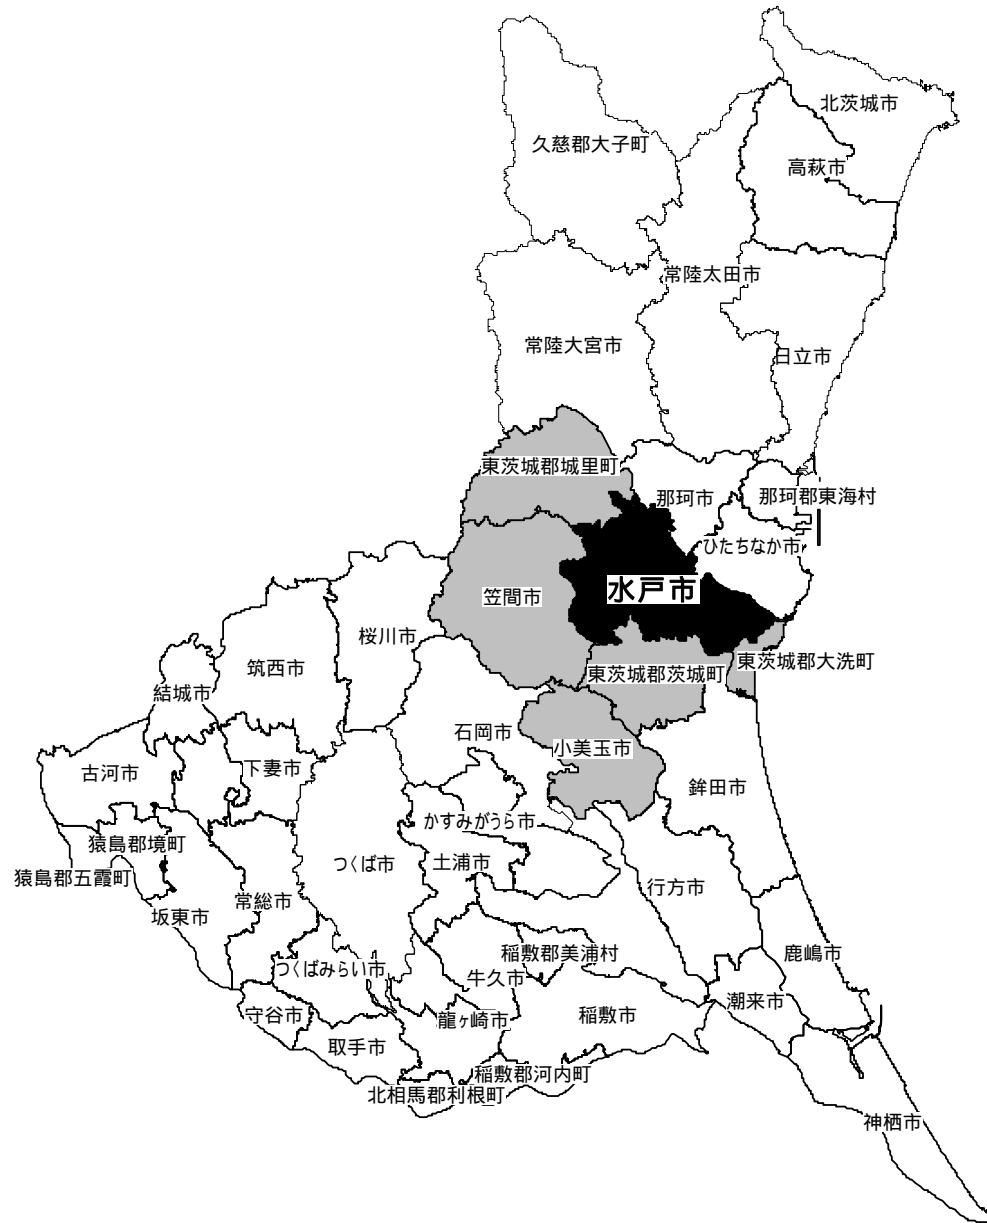 北茨城市
久慈郡大子町
高萩市
常陸太田市
常陸大宮市
日立市
東茨城郡城里町
那珂市
那珂郡東海村
ひたちなか市
水戸市
笠間市
桜川市
東茨城郡大洗町
筑西市
東茨城郡茨城町
結城市
石岡市
小美玉市
下妻市
古河市
鉾田市
かすみがうら市
猿島郡境町
つくば市
土浦市
猿島郡五霞町
行方市
常総市
坂東市
稲敷郡美浦村
鹿嶋市
つくばみらい市
牛久市
潮来市
守谷市
龍ヶ崎市
稲敷市
取手市
稲敷郡河内町
北相馬郡利根町
神栖市